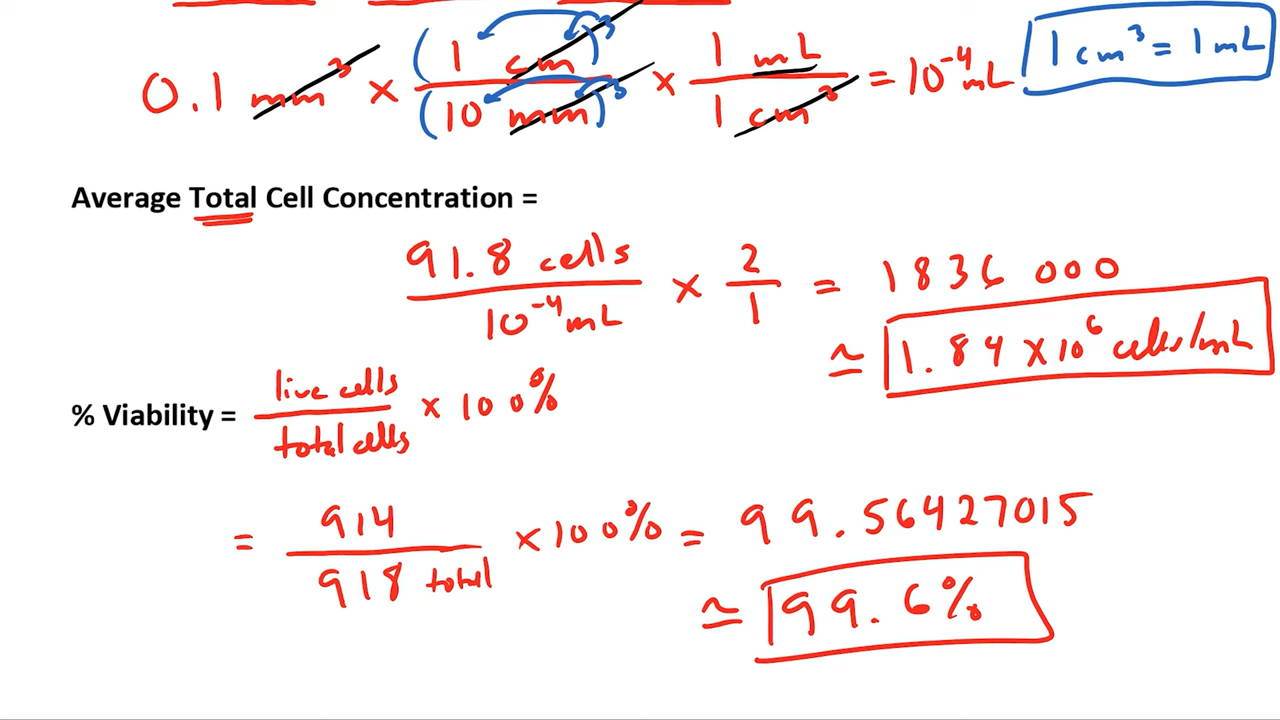 0.1 mm³ × (1 cm)³ / (10 mm)³ × 1 mL / 1 cm³ = 10⁻⁴ mL 1 cm³ = 1 mL
Average Total Cell Concentration =
91.8 cells / 10⁻⁴ mL × 2 / 1 = 1836 000
≃ 1.84 × 10⁶ cells/mL
% Viability = live cells / total cells × 100%
= 914 / 918 total × 100% = 99.56427015
≃ 99.6%